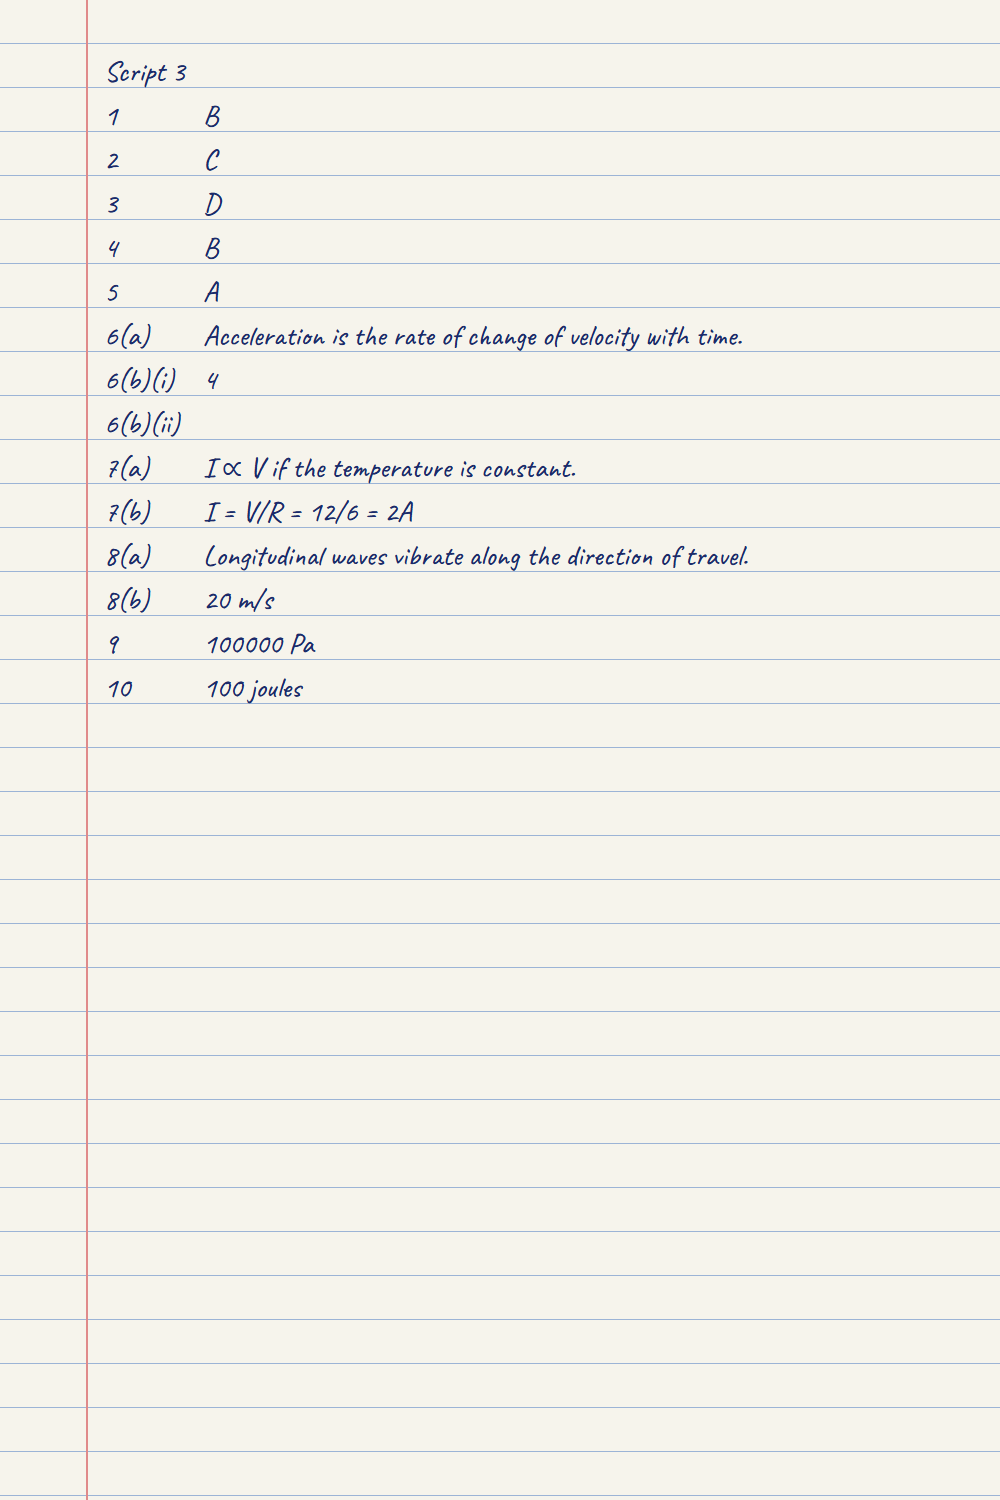 Script 3
1 B
2 C
3 D
4 B
5 A
6(a) Acceleration is the rate of change of velocity with time.
6(b)(i) 4
6(b)(ii)
7(a) I ∝ V if the temperature is constant.
7(b) I = V/R = 12/6 = 2A
8(a) Longitudinal waves vibrate along the direction of travel.
8(b) 20 m/s
9 100000 Pa
10 100 joules